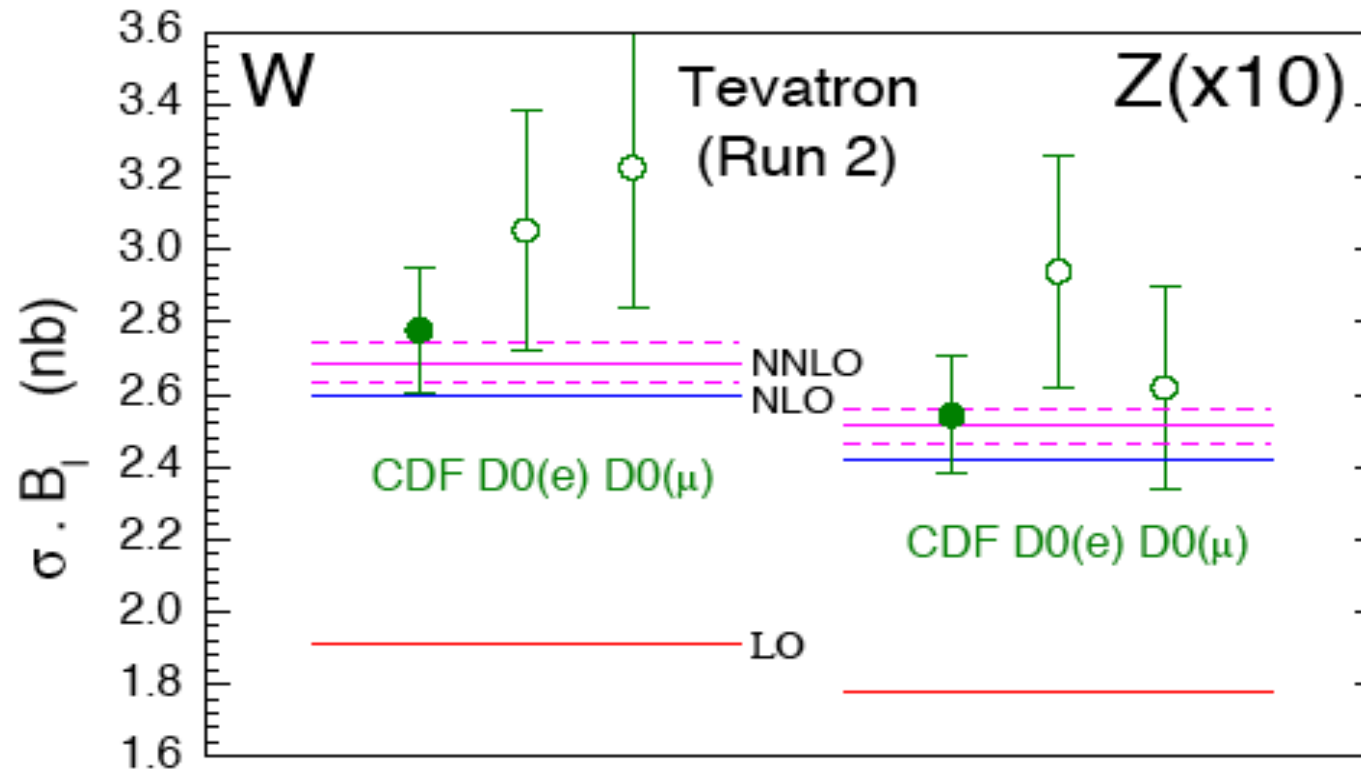 3.6
3.4
3.2
3.0
2.8
2.6
2.4
2.2
2.0
1.8
1.6
σ . Bₗ (nb)
W
Tevatron
(Run 2)
Z(x10)
NNLO
NLO
CDF D0(e) D0(μ)
CDF D0(e) D0(μ)
LO